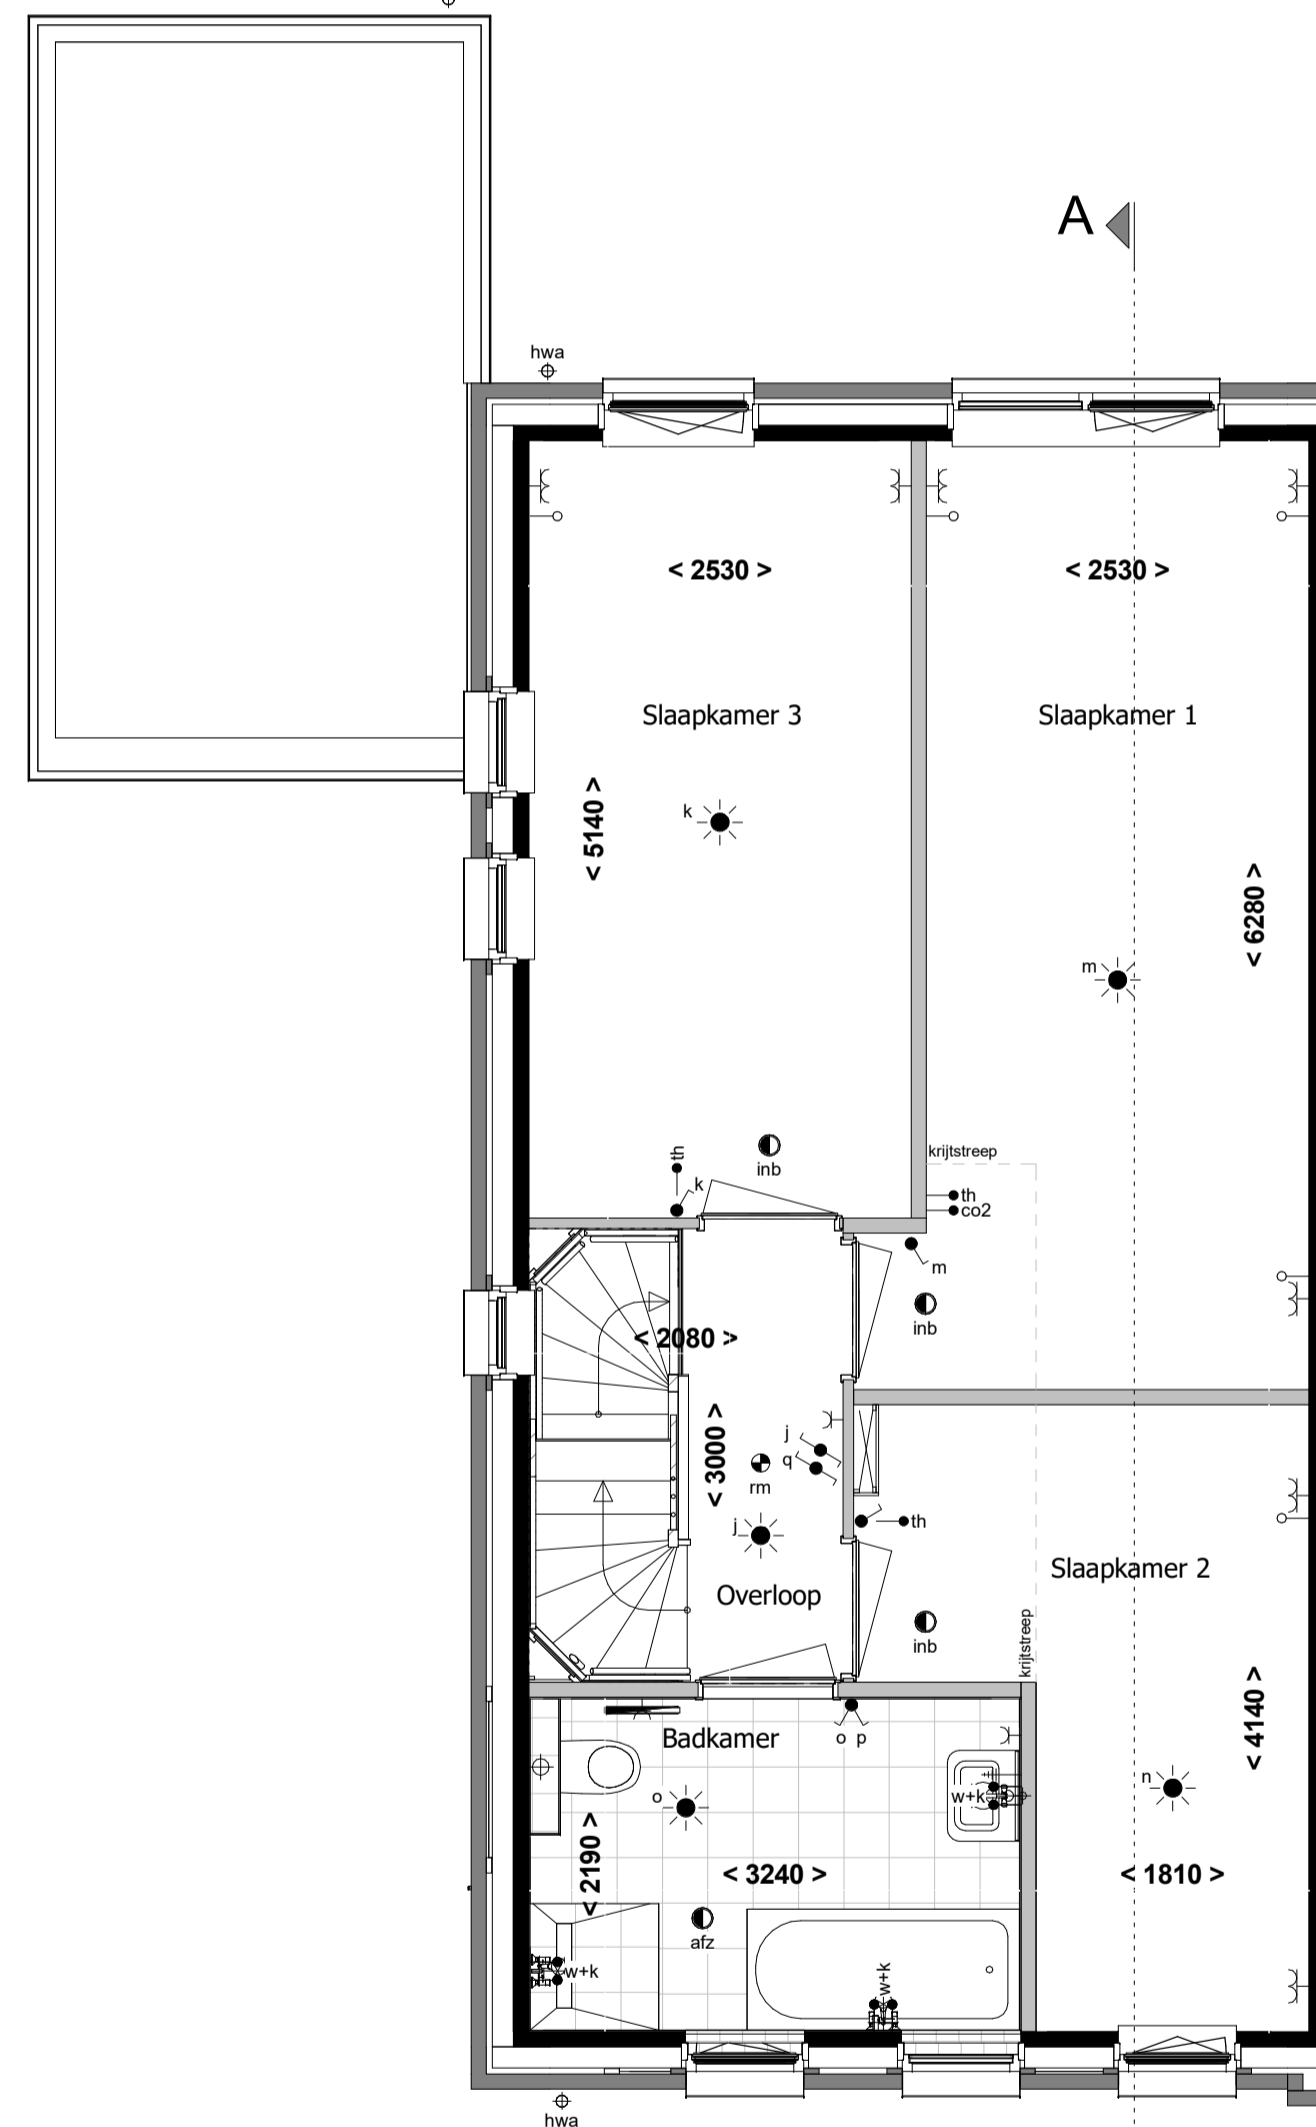 A
hwa
< 2530 >
< 2530 >
Slaapkamer 3
Slaapkamer 1
k
< 5140 >
< 6280 >
m
th
k
inb
krijtstreep
th
co2
m
inb
< 2080 >
< 3000 >
j
q
rm
j
th
Overloop
Slaapkamer 2
inb
krijtstreep
Badkamer
o p
< 4140 >
o
w+k
n
< 2190 >
< 3240 >
< 1810 >
afz
w+k
w+k
hwa